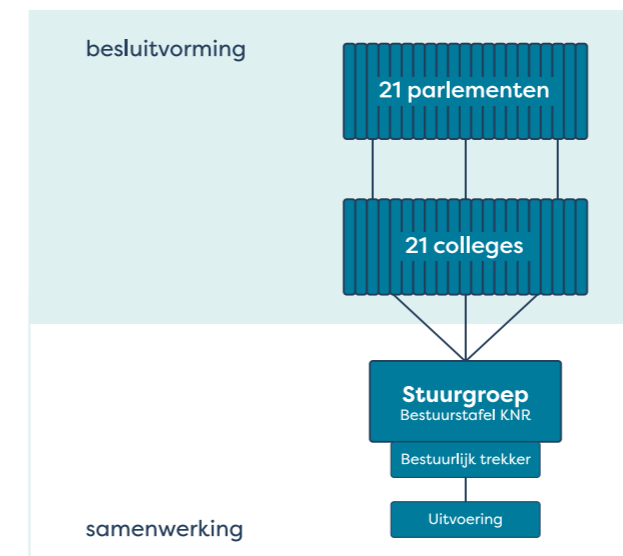 besluitvorming
21 parlementen
21 colleges
Stuurgroep
Bestuurstafel KNR
Bestuurlijk trekker
Uitvoering
samenwerking